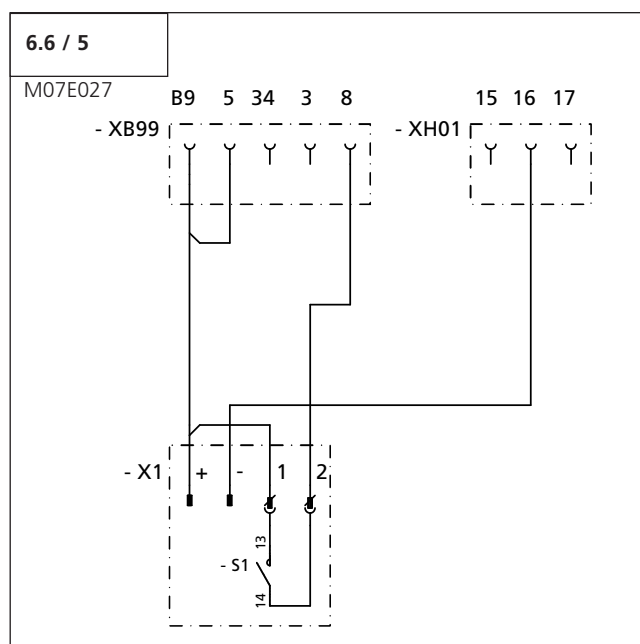 6.6 / 5
M07E027
B9 5 34 3 8 15 16 17
- XB99 - XH01
- X1 + - 1 2
13
- S1
14